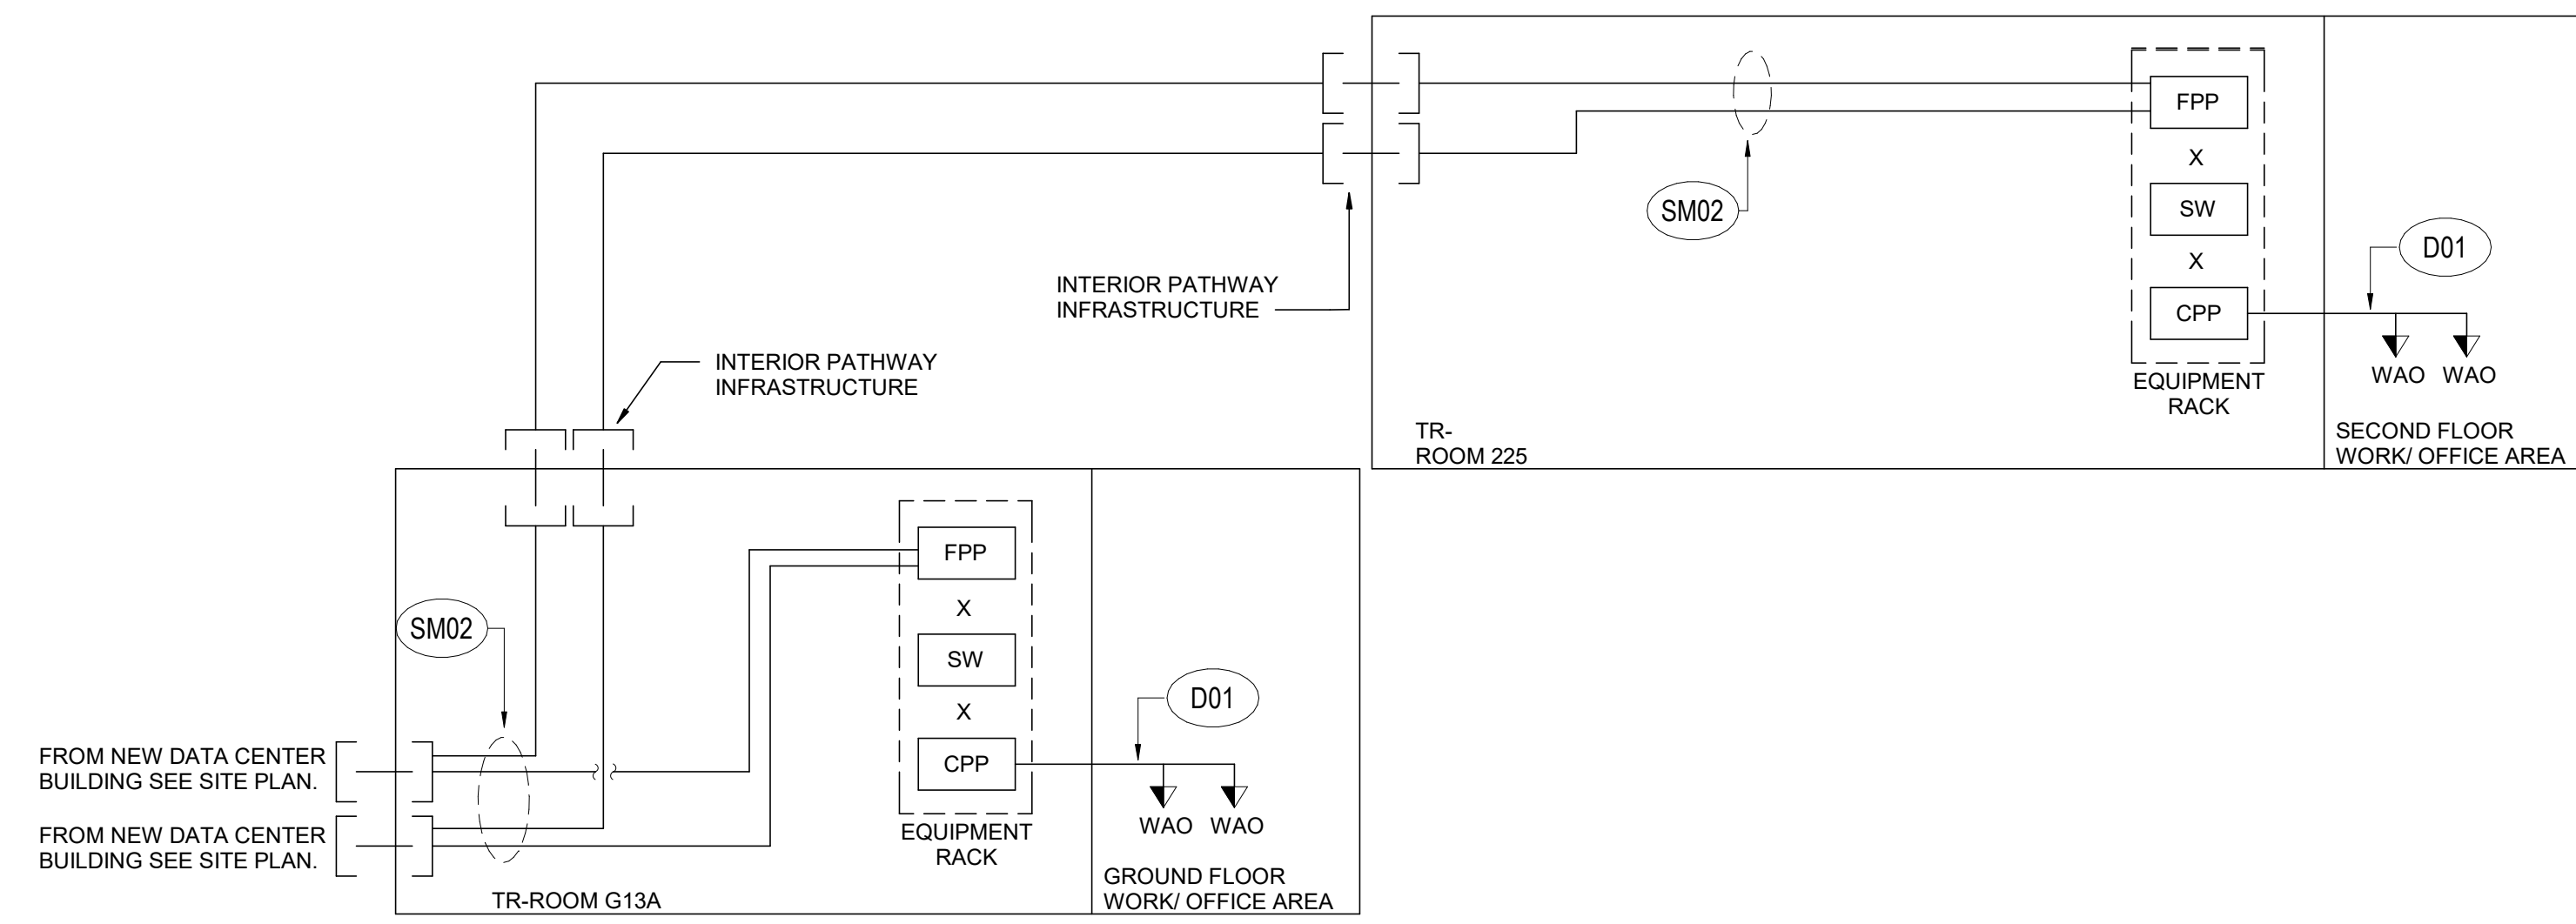 FPP
X
SM02
SW
D01
X
INTERIOR PATHWAY
INFRASTRUCTURE
CPP
INTERIOR PATHWAY
INFRASTRUCTURE
WAO WAO
EQUIPMENT
RACK
TR-
ROOM 225
SECOND FLOOR
WORK/ OFFICE AREA
FPP
X
SM02
SW
D01
X
FROM NEW DATA CENTER
BUILDING SEE SITE PLAN.
CPP
WAO WAO
FROM NEW DATA CENTER
BUILDING SEE SITE PLAN.
EQUIPMENT
RACK
TR-ROOM G13A
GROUND FLOOR
WORK/ OFFICE AREA